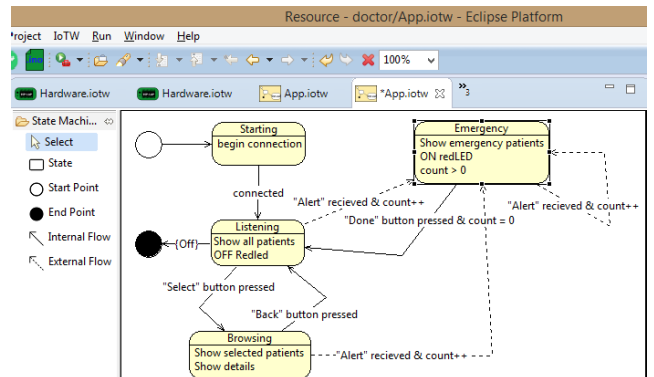 Resource - doctor/App.iotw - Eclipse Platform
Project IoTW Run Window Help
100%
Hardware.iotw Hardware.iotw App.iotw *App.iotw 3
State Machi...
Select
State
Start Point
End Point
Internal Flow
External Flow
Starting
begin connection
connected
Emergency
Show emergency patients
ON redLED
count > 0
"Alert" recieved & count++
"Alert" recieved & count++
"Done" button pressed & count = 0
Listening
Show all patients
OFF Redled
{Off}
"Select" button pressed
"Back" button pressed
Browsing
Show selected patients
Show details
"Alert" recieved & count++